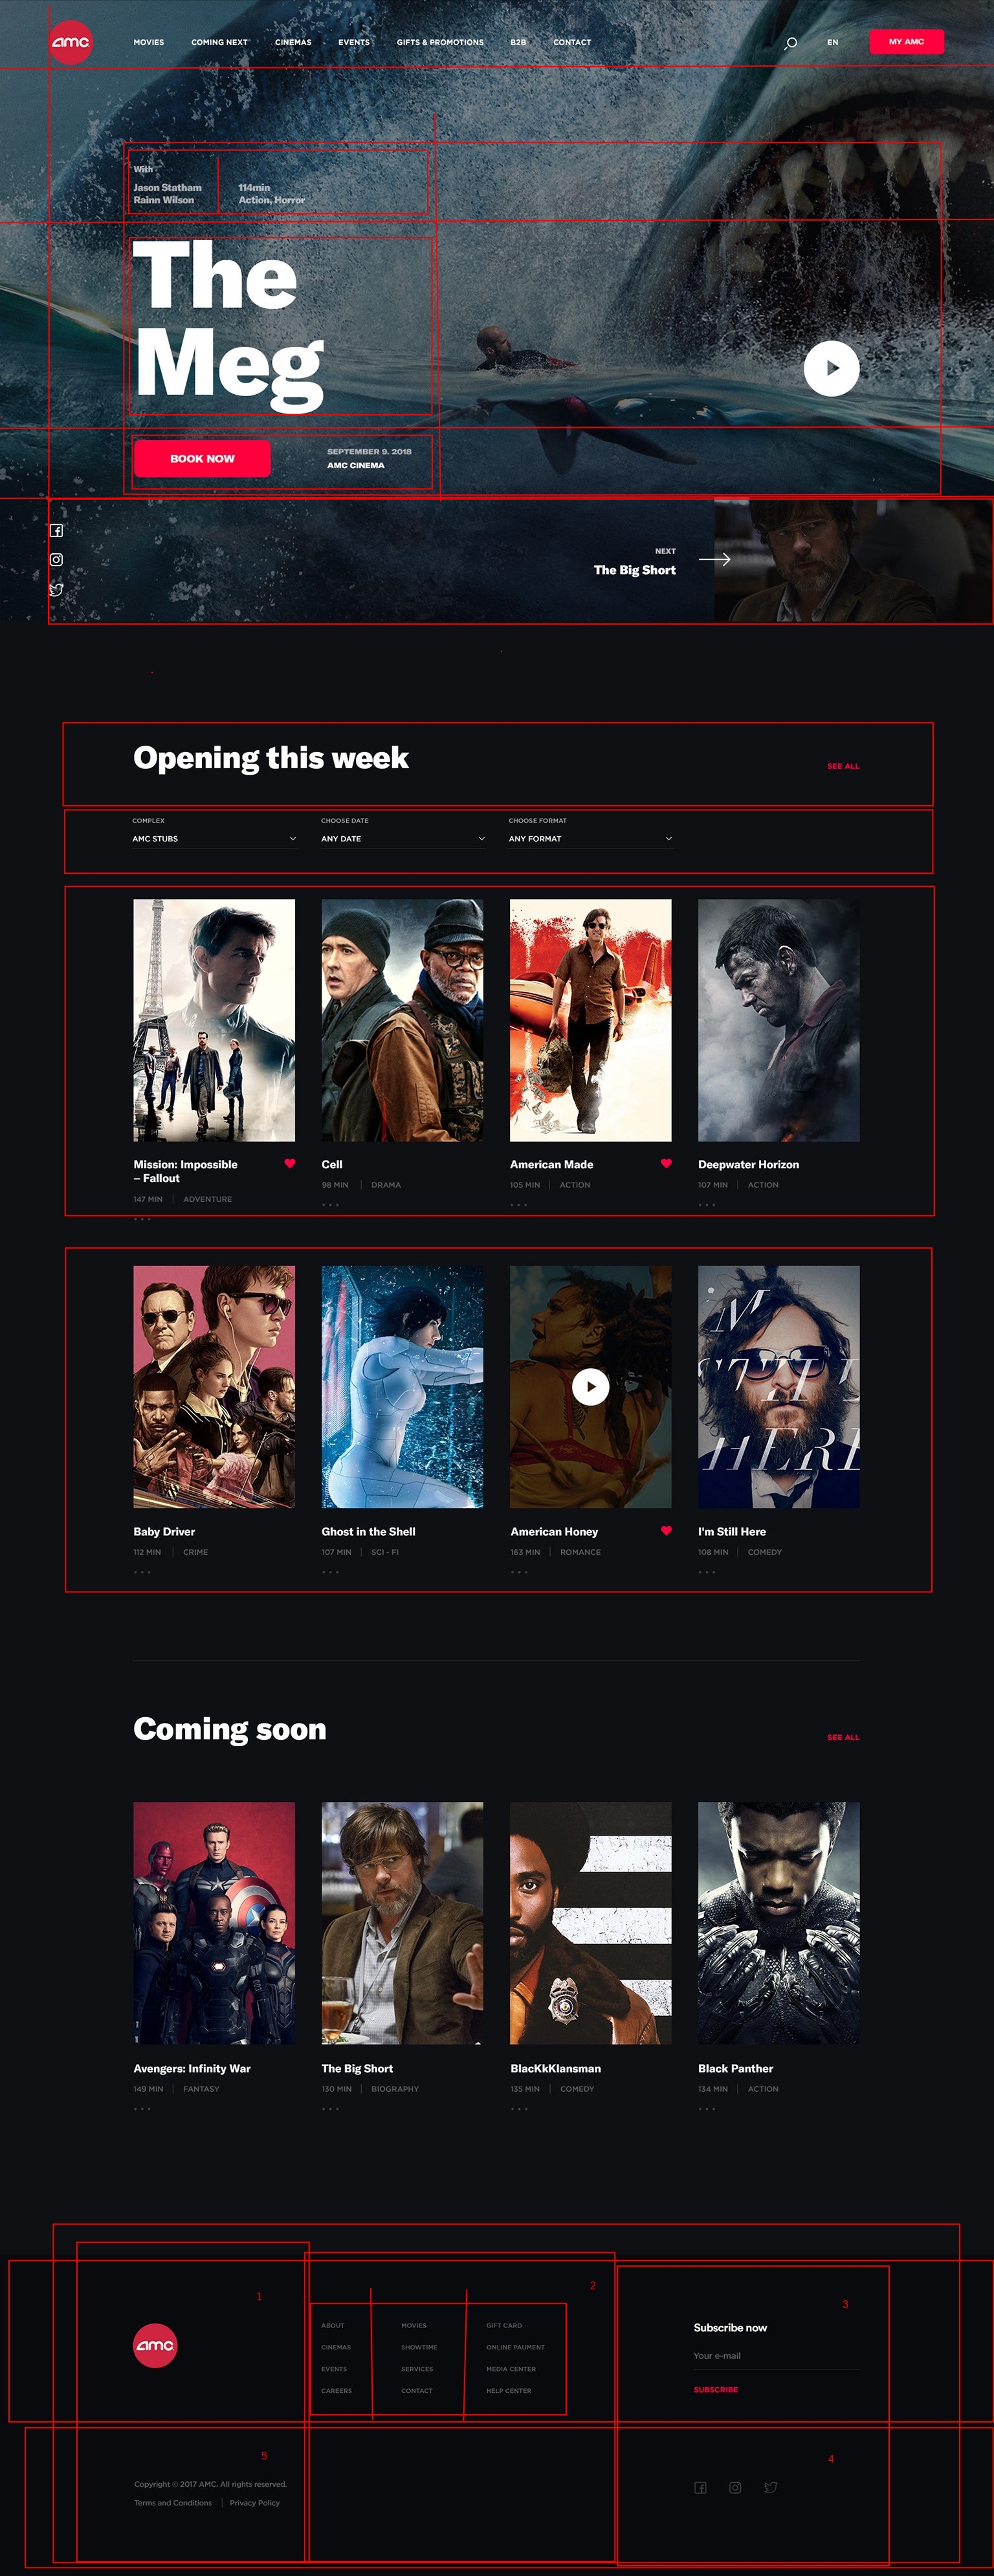 amc
MOVIES COMING NEXT CINEMAS EVENTS GIFTS & PROMOTIONS B2B CONTACT EN MY AMC
With
Jason Statham
Rainn Wilson
114min
Action, Horror
The
Meg
BOOK NOW
SEPTEMBER 9. 2018
AMC CINEMA
NEXT
The Big Short
Opening this week
SEE ALL
COMPLEX CHOOSE DATE CHOOSE FORMAT
AMC STUBS ANY DATE ANY FORMAT
Mission: Impossible
– Fallout
147 MIN ADVENTURE
Cell
98 MIN DRAMA
American Made
105 MIN ACTION
Deepwater Horizon
107 MIN ACTION
M
STILL
HERE
Baby Driver
112 MIN CRIME
Ghost in the Shell
107 MIN SCI - FI
American Honey
163 MIN ROMANCE
I'm Still Here
108 MIN COMEDY
Coming soon
SEE ALL
Avengers: Infinity War
149 MIN FANTASY
The Big Short
130 MIN BIOGRAPHY
BlacKkKlansman
135 MIN COMEDY
Black Panther
134 MIN ACTION
1
2
3
amc
ABOUT MOVIES GIFT CARD
CINEMAS SHOWTIME ONLINE PAUMENT
EVENTS SERVICES MEDIA CENTER
CAREERS CONTACT HELP CENTER
Subscribe now
Your e-mail
SUBSCRIBE
5
4
Copyright © 2017 AMC. All rights reserved.
Terms and Conditions Privacy Policy